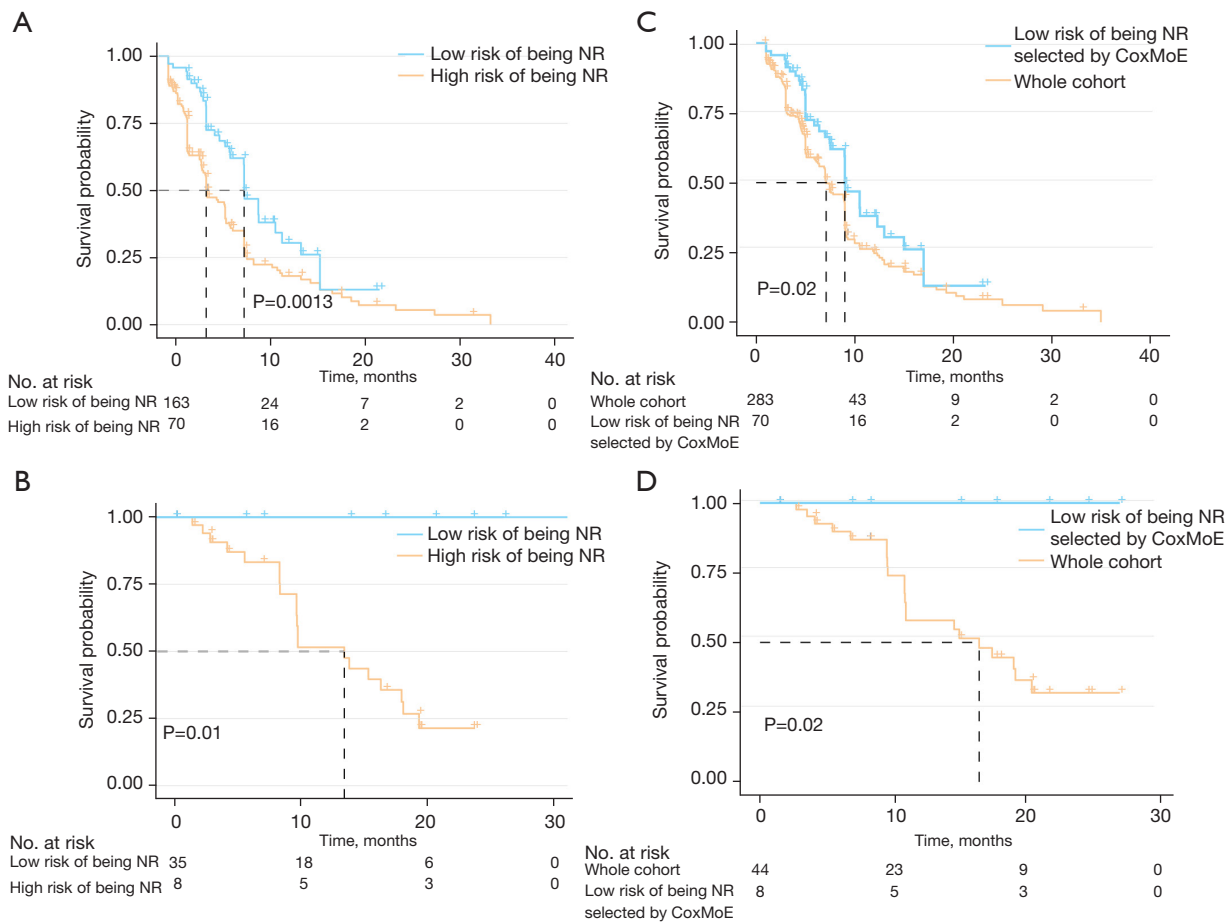 A
Low risk of being NR
High risk of being NR
1.00
0.75
0.50
0.25
0.00
Survival probability
P=0.0013
0 10 20 30 40
Time, months
No. at risk
Low risk of being NR 163 24 7 2 0
High risk of being NR 70 16 2 0 0
C
Low risk of being NR
selected by CoxMoE
Whole cohort
1.00
0.75
0.50
0.25
0.00
Survival probability
P=0.02
0 10 20 30 40
Time, months
No. at risk
Whole cohort 283 43 9 2 0
Low risk of being NR 70 16 2 0 0
selected by CoxMoE
B
Low risk of being NR
High risk of being NR
1.00
0.75
0.50
0.25
0.00
Survival probability
P=0.01
0 10 20 30
Time, months
No. at risk
Low risk of being NR 35 18 6 0
High risk of being NR 8 5 3 0
D
Low risk of being NR
selected by CoxMoE
Whole cohort
1.00
0.75
0.50
0.25
0.00
Survival probability
P=0.02
0 10 20 30
Time, months
No. at risk
Whole cohort 44 23 9 0
Low risk of being NR 8 5 3 0
selected by CoxMoE